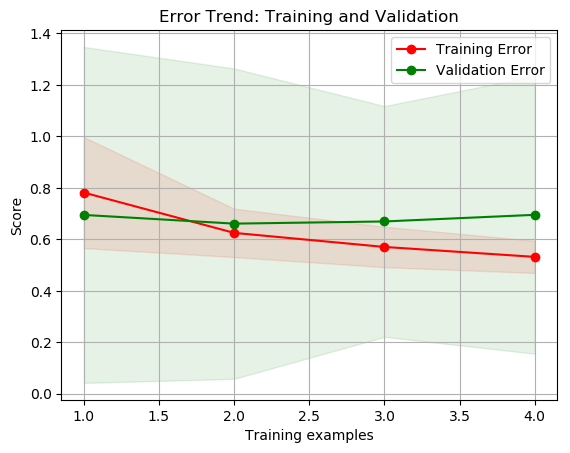 Error Trend: Training and Validation
1.4
1.2
1.0
0.8
0.6
0.4
0.2
0.0
Score
Training Error
Validation Error
1.0 1.5 2.0 2.5 3.0 3.5 4.0
Training examples